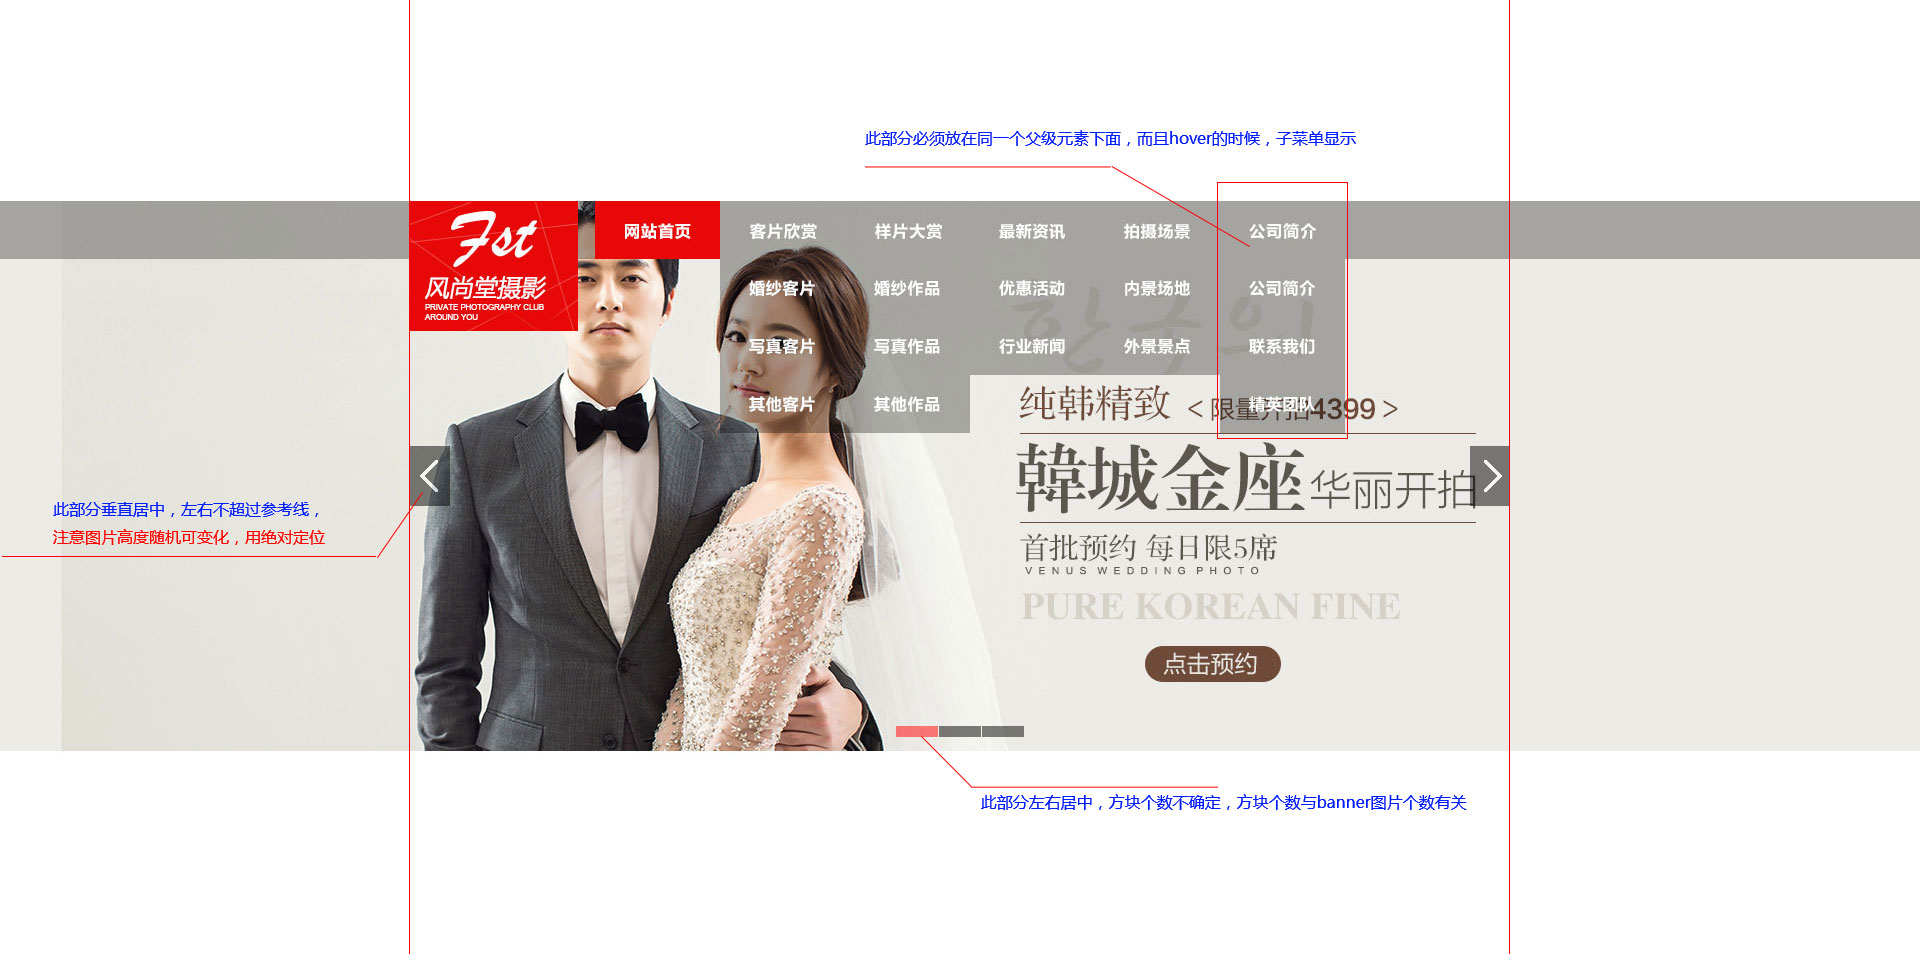 此部分必须放在同一个父级元素下面，而且hover的时候，子菜单显示
Fst
风尚堂摄影
PRIVATE PHOTOGRAPHY CLUB
AROUND YOU
网站首页 客片欣赏 样片大赏 最新资讯 拍摄场景 公司简介
婚纱客片 婚纱作品 优惠活动 内景场地 公司简介
写真客片 写真作品 行业新闻 外景景点 联系我们
其他客片 其他作品 精英团队
한국의
纯韩精致 <限量开拍4399>
韓城金座华丽开拍
首批预约 每日限5席
VENUS WEDDING PHOTO
PURE KOREAN FINE
点击预约
此部分垂直居中，左右不超过参考线，
注意图片高度随机可变化，用绝对定位
此部分左右居中，方块个数不确定，方块个数与banner图片个数有关